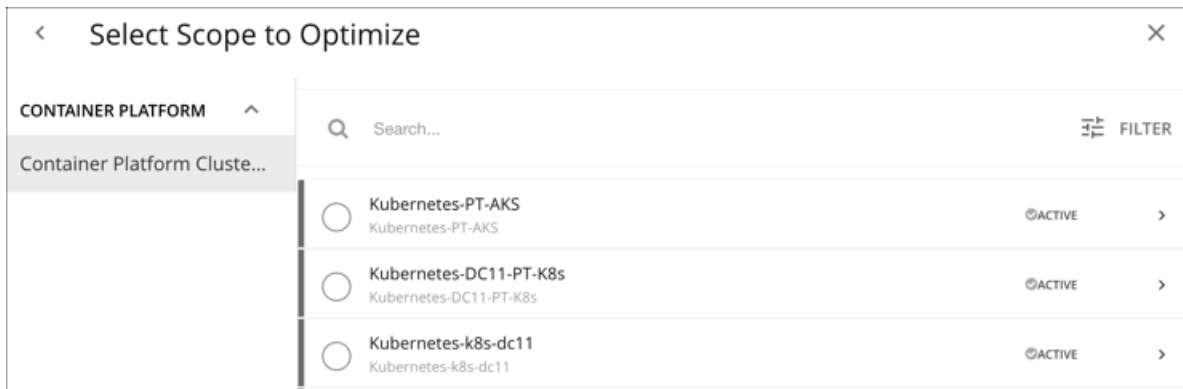 Select Scope to Optimize
CONTAINER PLATFORM
Container Platform Cluste...
Search...
FILTER
Kubernetes-PT-AKS
Kubernetes-PT-AKS
ACTIVE
Kubernetes-DC11-PT-K8s
Kubernetes-DC11-PT-K8s
ACTIVE
Kubernetes-k8s-dc11
Kubernetes-k8s-dc11
ACTIVE